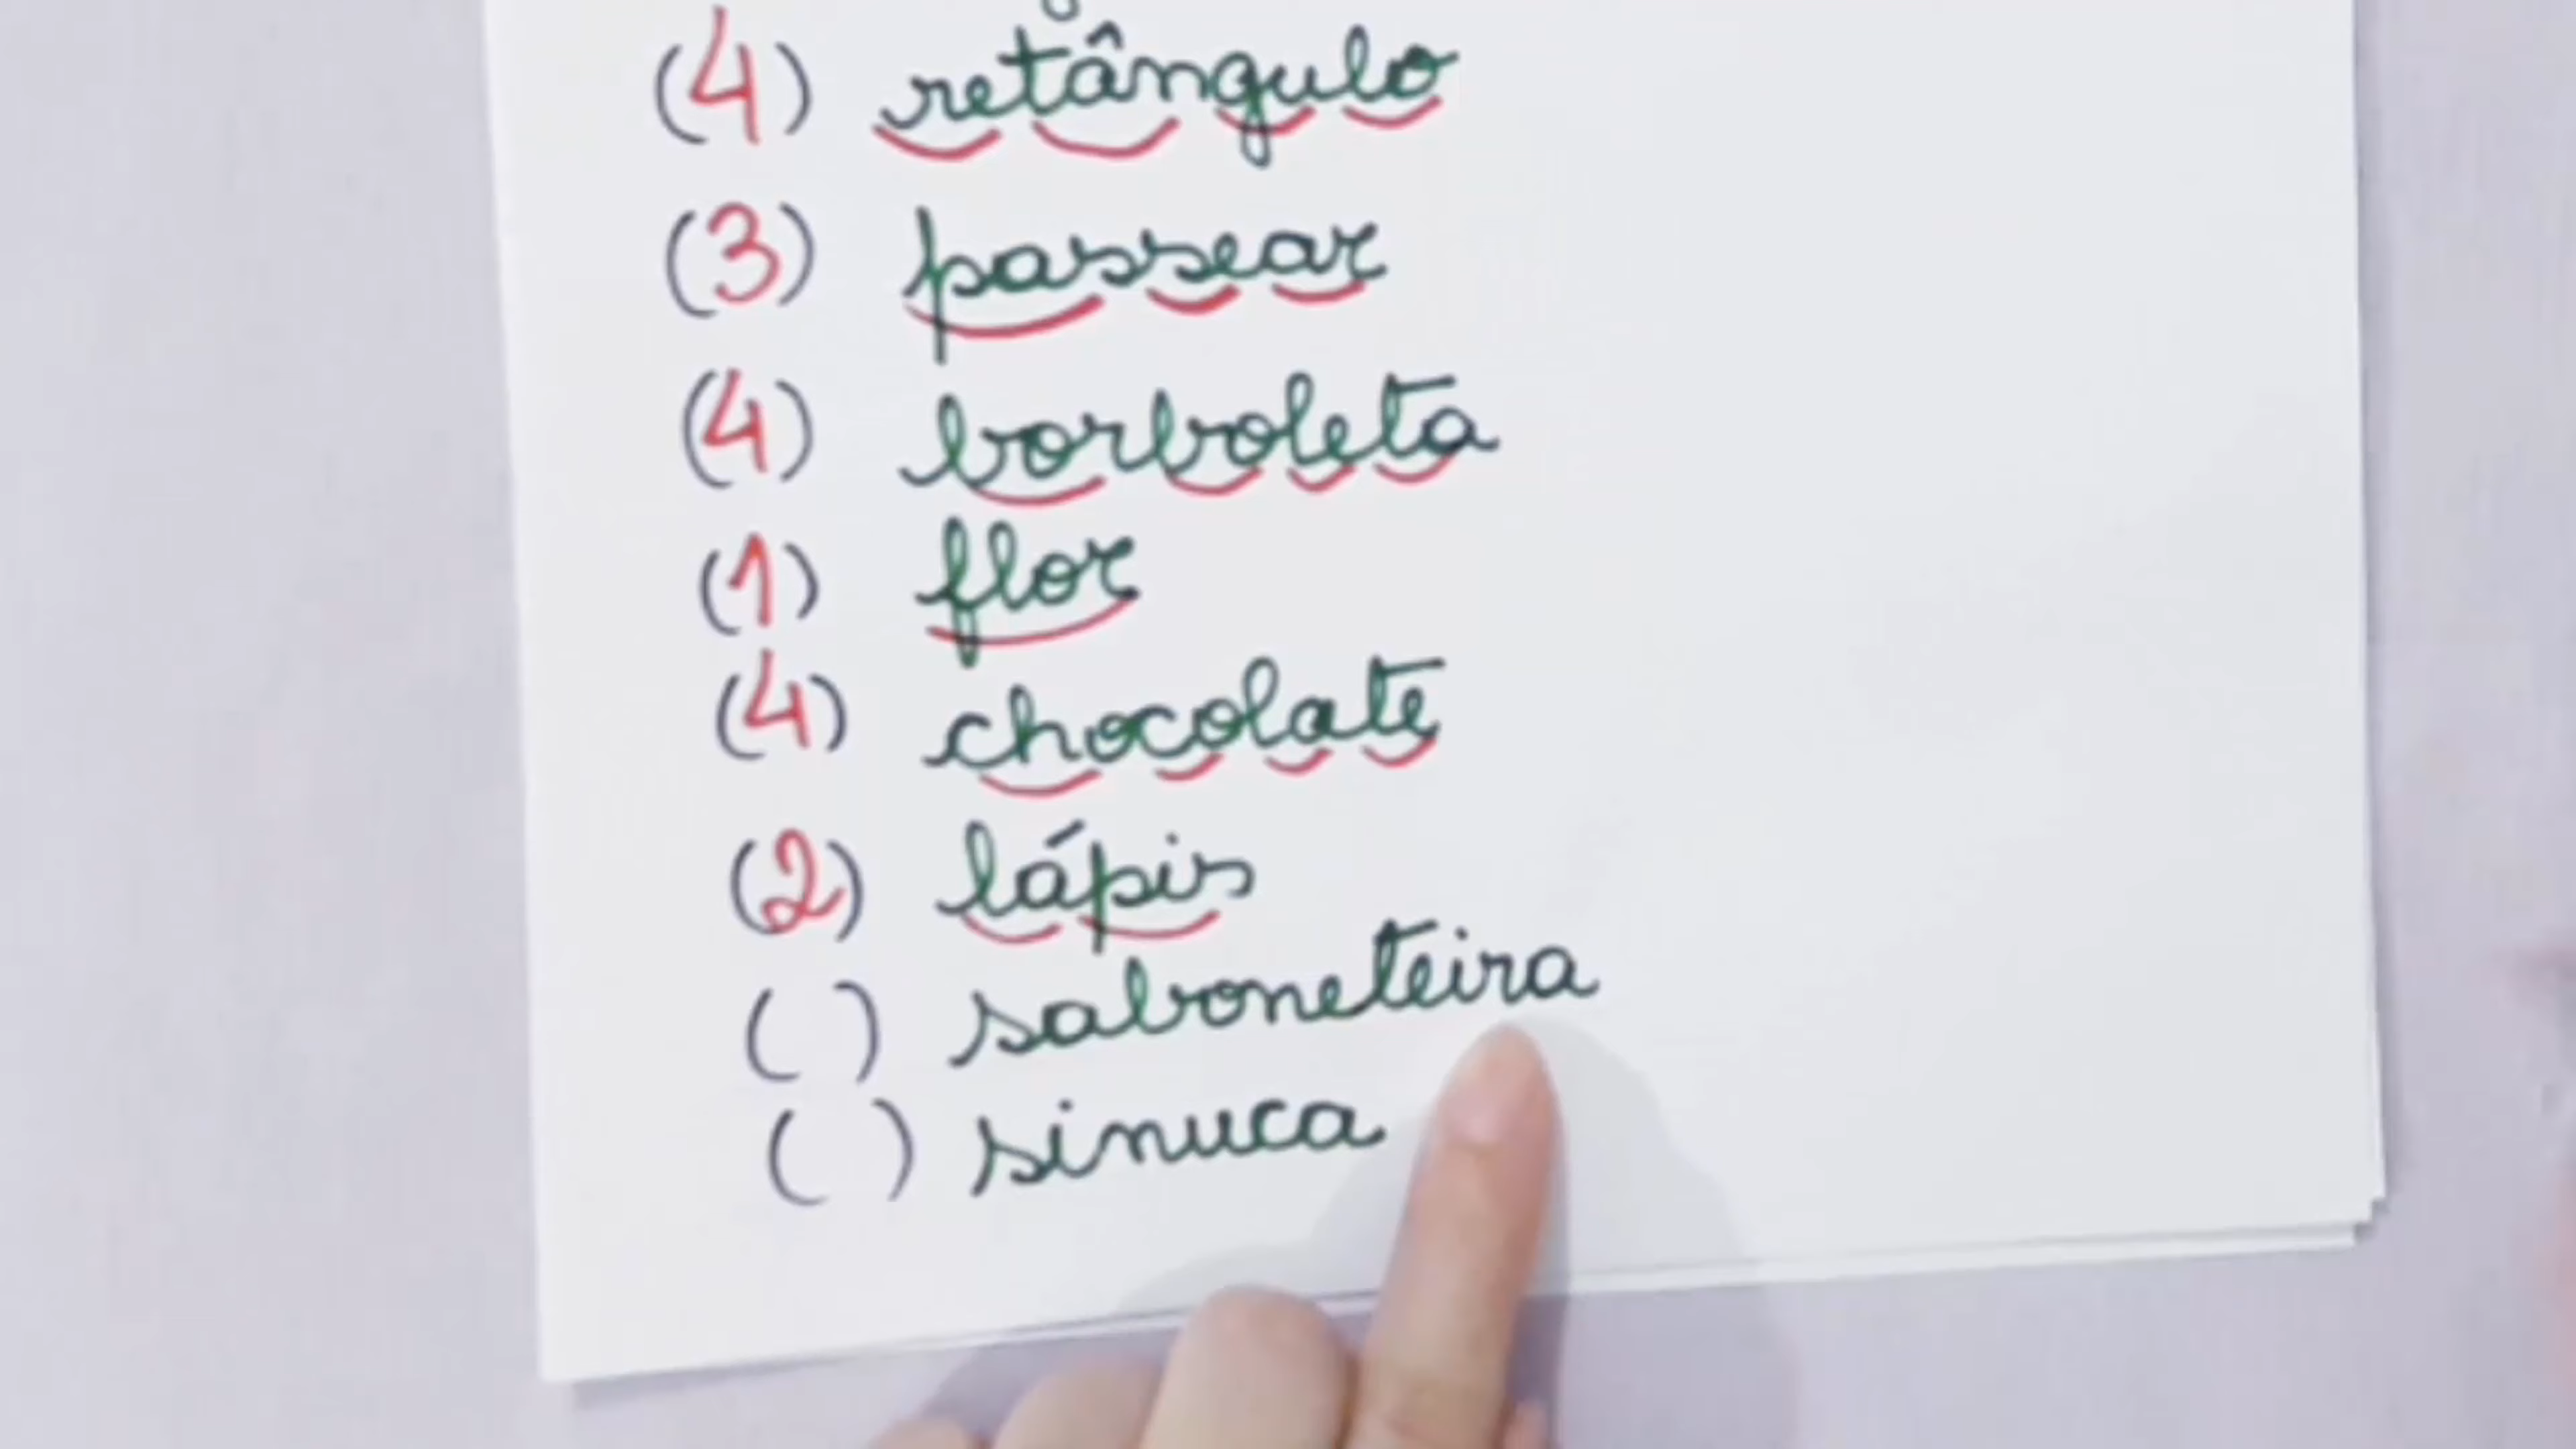 (4) retângulo
(3) passear
(4) borboleta
(1) flor
(4) chocolate
(2) lápis
( ) saboneteira
( ) sinuca